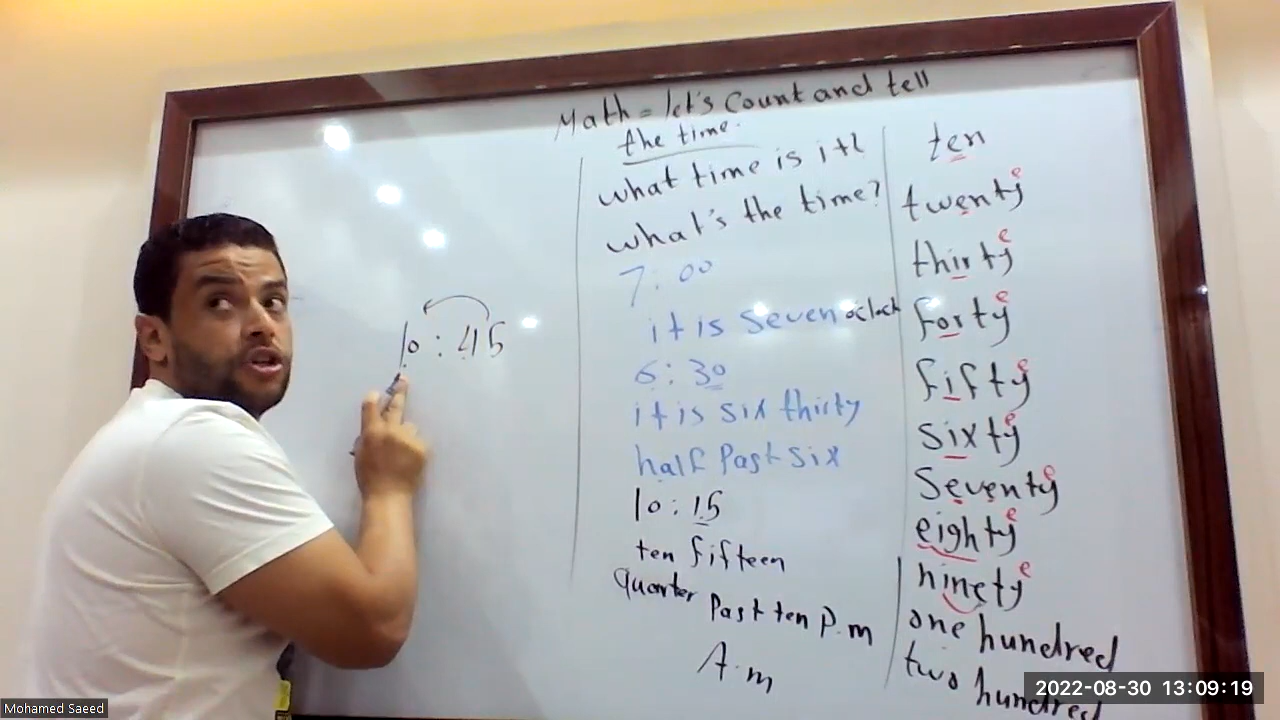 Math = let's count and tell
the time.
what time is it?
what's the time?
7:00
it is seven o'clock
6:30
it is six thirty
half past six
10:15
ten fifteen
quarter past ten P.m
A.m
10:45
ten
twenty e
thirty e
forty e
fifty e
sixty e
Seventy e
eighty e
ninety e
one hundred
two hundred
Mohamed Saeed
2022-08-30 13:09:19